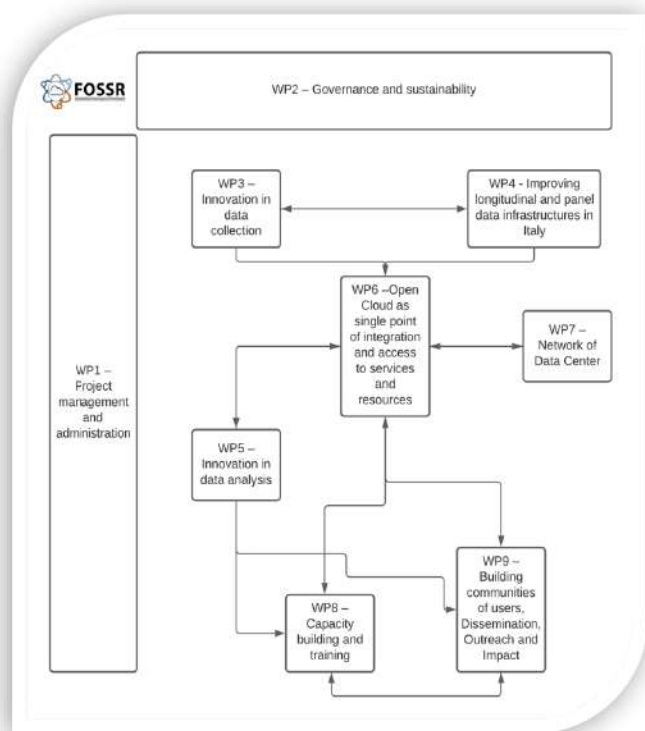 FOSSR
WP2 – Governance and sustainability
WP3 –
Innovation in
data
collection
WP4 - Improving
longitudinal and panel
data infrastructures in
Italy
WP6 –Open
Cloud as
single point
of integration
and access
to services
and
resources
WP7 –
Network of
Data Center
WP1 –
Project
management
and
administration
WP5 –
Innovation in
data analysis
WP9 –
Building
communities
of users,
Dissemination,
Outreach and
Impact
WP8 –
Capacity
building and
training